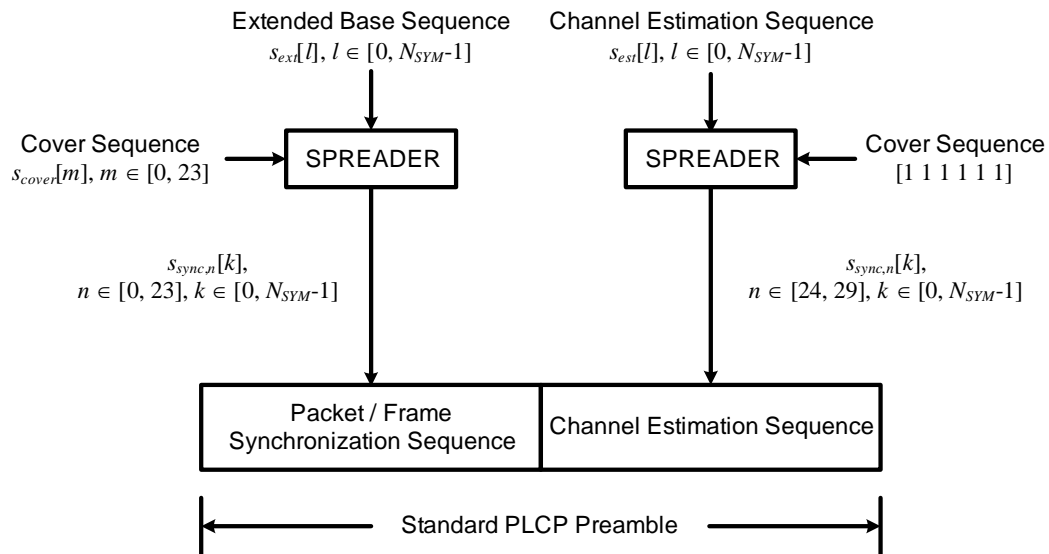 Extended Base Sequence
s_ext[l], l ∈ [0, N_SYM-1]
Channel Estimation Sequence
s_est[l], l ∈ [0, N_SYM-1]
Cover Sequence
s_cover[m], m ∈ [0, 23]
SPREADER
SPREADER
Cover Sequence
[1 1 1 1 1 1]
s_sync,n[k],
n ∈ [0, 23], k ∈ [0, N_SYM-1]
s_sync,n[k],
n ∈ [24, 29], k ∈ [0, N_SYM-1]
Packet / Frame
Synchronization Sequence
Channel Estimation Sequence
Standard PLCP Preamble